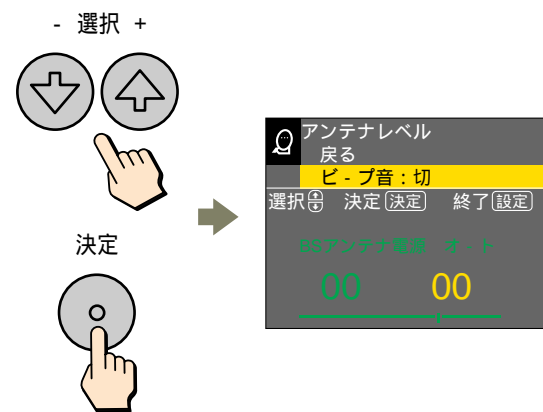 - 選択 +
決定
アンテナレベル
戻る
ビ - プ音：切
選択 決定 決定 終了 設定
BSアンテナ電源 オ - ト
00 00